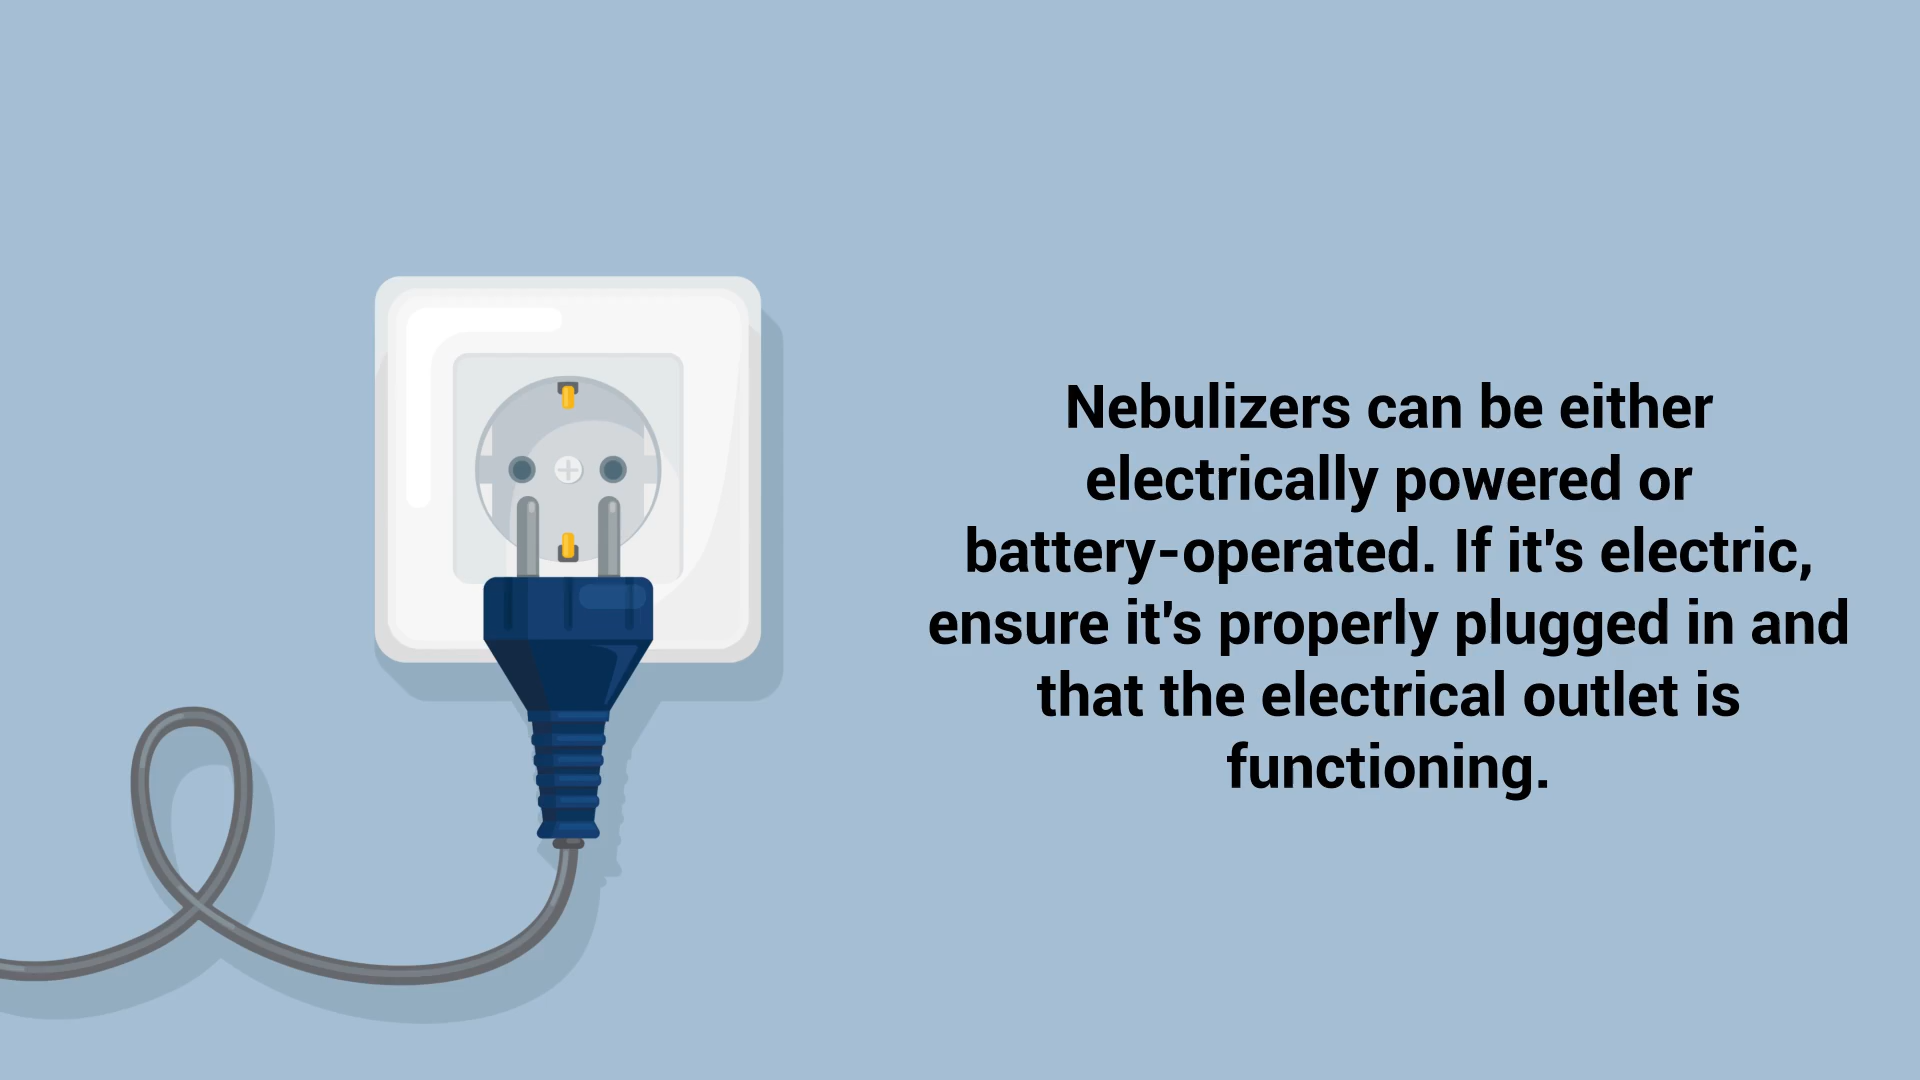 Nebulizers can be either
electrically powered or
battery-operated. If it's electric,
ensure it's properly plugged in and
that the electrical outlet is
functioning.